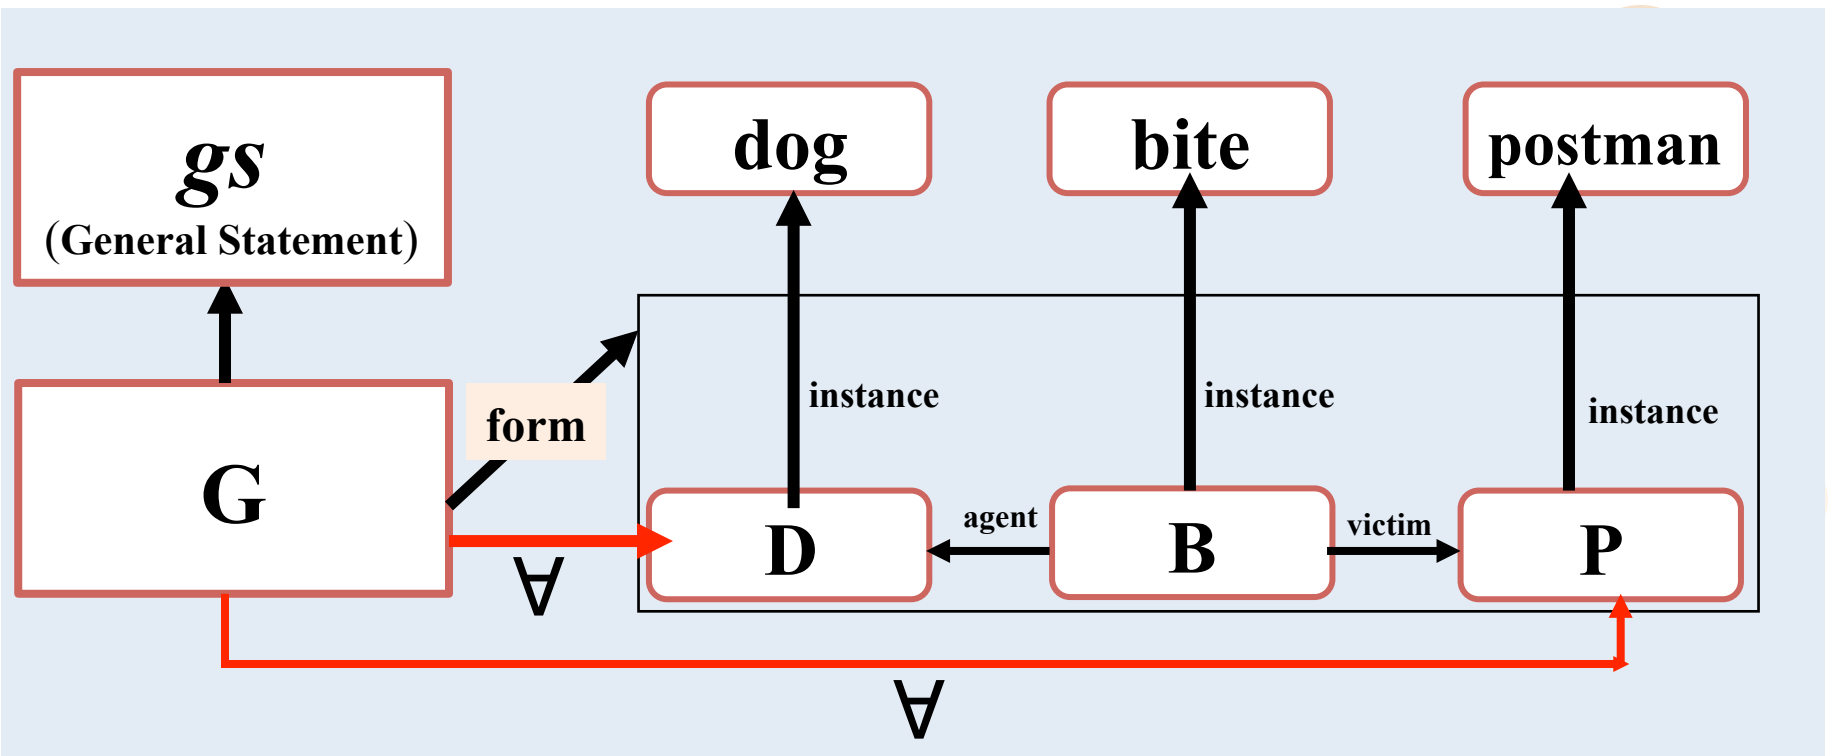 gs
(General Statement)
dog
bite
postman
form
instance
instance
instance
G
D
agent
B
victim
P
∀
∀